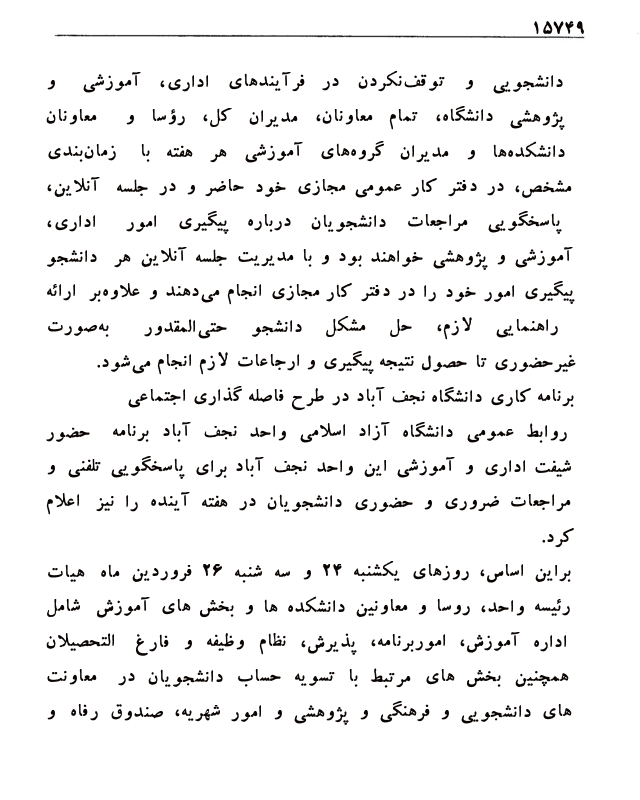 ۱۵۷۴۹
دانشجویی و توقف‌نکردن در فرآیندهای اداری، آموزشی و
پژوهشی دانشگاه، تمام معاونان، مدیران کل، رؤسا و معاونان
دانشکده‌ها و مدیران گروه‌های آموزشی هر هفته با زمان‌بندی
مشخص، در دفتر کار عمومی مجازی خود حاضر و در جلسه آنلاین،
پاسخگویی مراجعات دانشجویان درباره پیگیری امور اداری،
آموزشی و پژوهشی خواهند بود و با مدیریت جلسه آنلاین هر دانشجو
پیگیری امور خود را در دفتر کار مجازی انجام می‌دهند و علاوه‌بر ارائه
راهنمایی لازم، حل مشکل دانشجو حتی‌المقدور به‌صورت
غیرحضوری تا حصول نتیجه پیگیری و ارجاعات لازم انجام می‌شود.
برنامه کاری دانشگاه نجف آباد در طرح فاصله گذاری اجتماعی
روابط عمومی دانشگاه آزاد اسلامی واحد نجف آباد برنامه حضور
شیفت اداری و آموزشی این واحد نجف آباد برای پاسخگویی تلفنی و
مراجعات ضروری و حضوری دانشجویان در هفته آینده را نیز اعلام
کرد.
براین اساس، روزهای یکشنبه ۲۴ و سه شنبه ۲۶ فروردین ماه هیات
رئیسه واحد، روسا و معاونین دانشکده ها و بخش های آموزش شامل
اداره آموزش، اموربرنامه، پذیرش، نظام وظیفه و فارغ التحصیلان
همچنین بخش های مرتبط با تسویه حساب دانشجویان در معاونت
های دانشجویی و فرهنگی و پژوهشی و امور شهریه، صندوق رفاه و